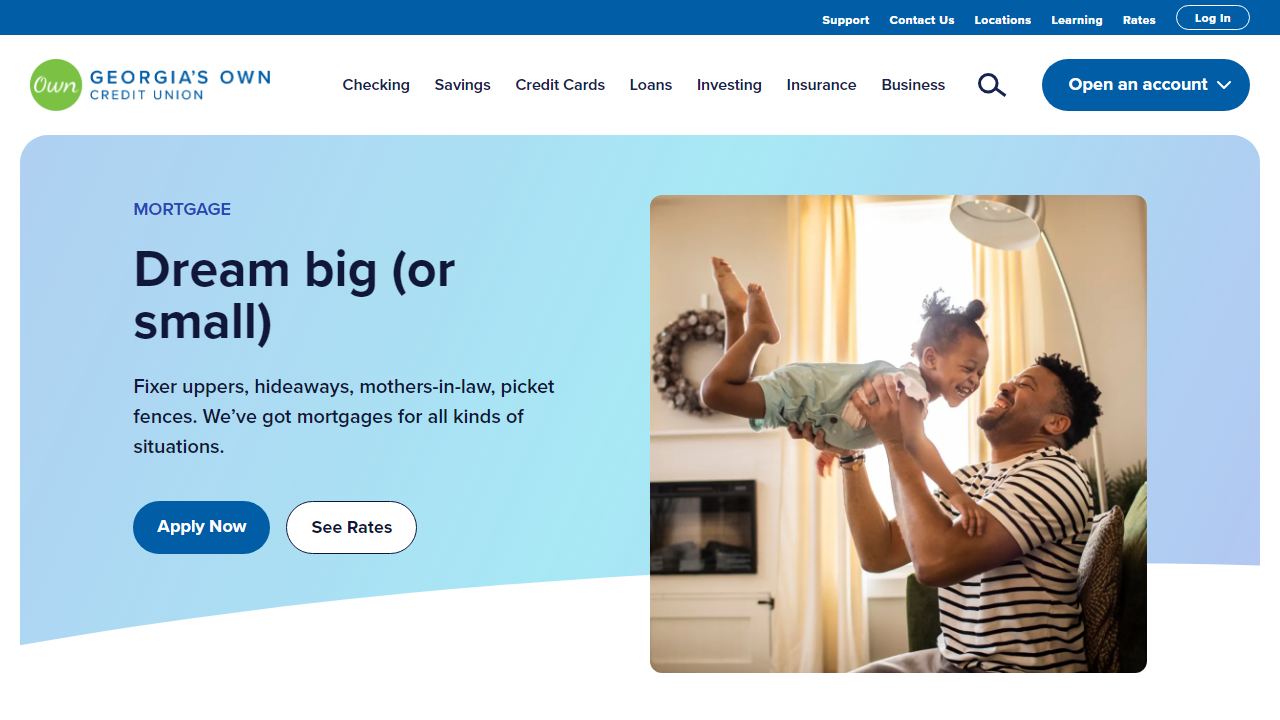 Support Contact Us Locations Learning Rates Log In
Own GEORGIA'S OWN
CREDIT UNION
Checking Savings Credit Cards Loans Investing Insurance Business Open an account
MORTGAGE
Dream big (or
small)
Fixer uppers, hideaways, mothers-in-law, picket
fences. We've got mortgages for all kinds of
situations.
Apply Now See Rates